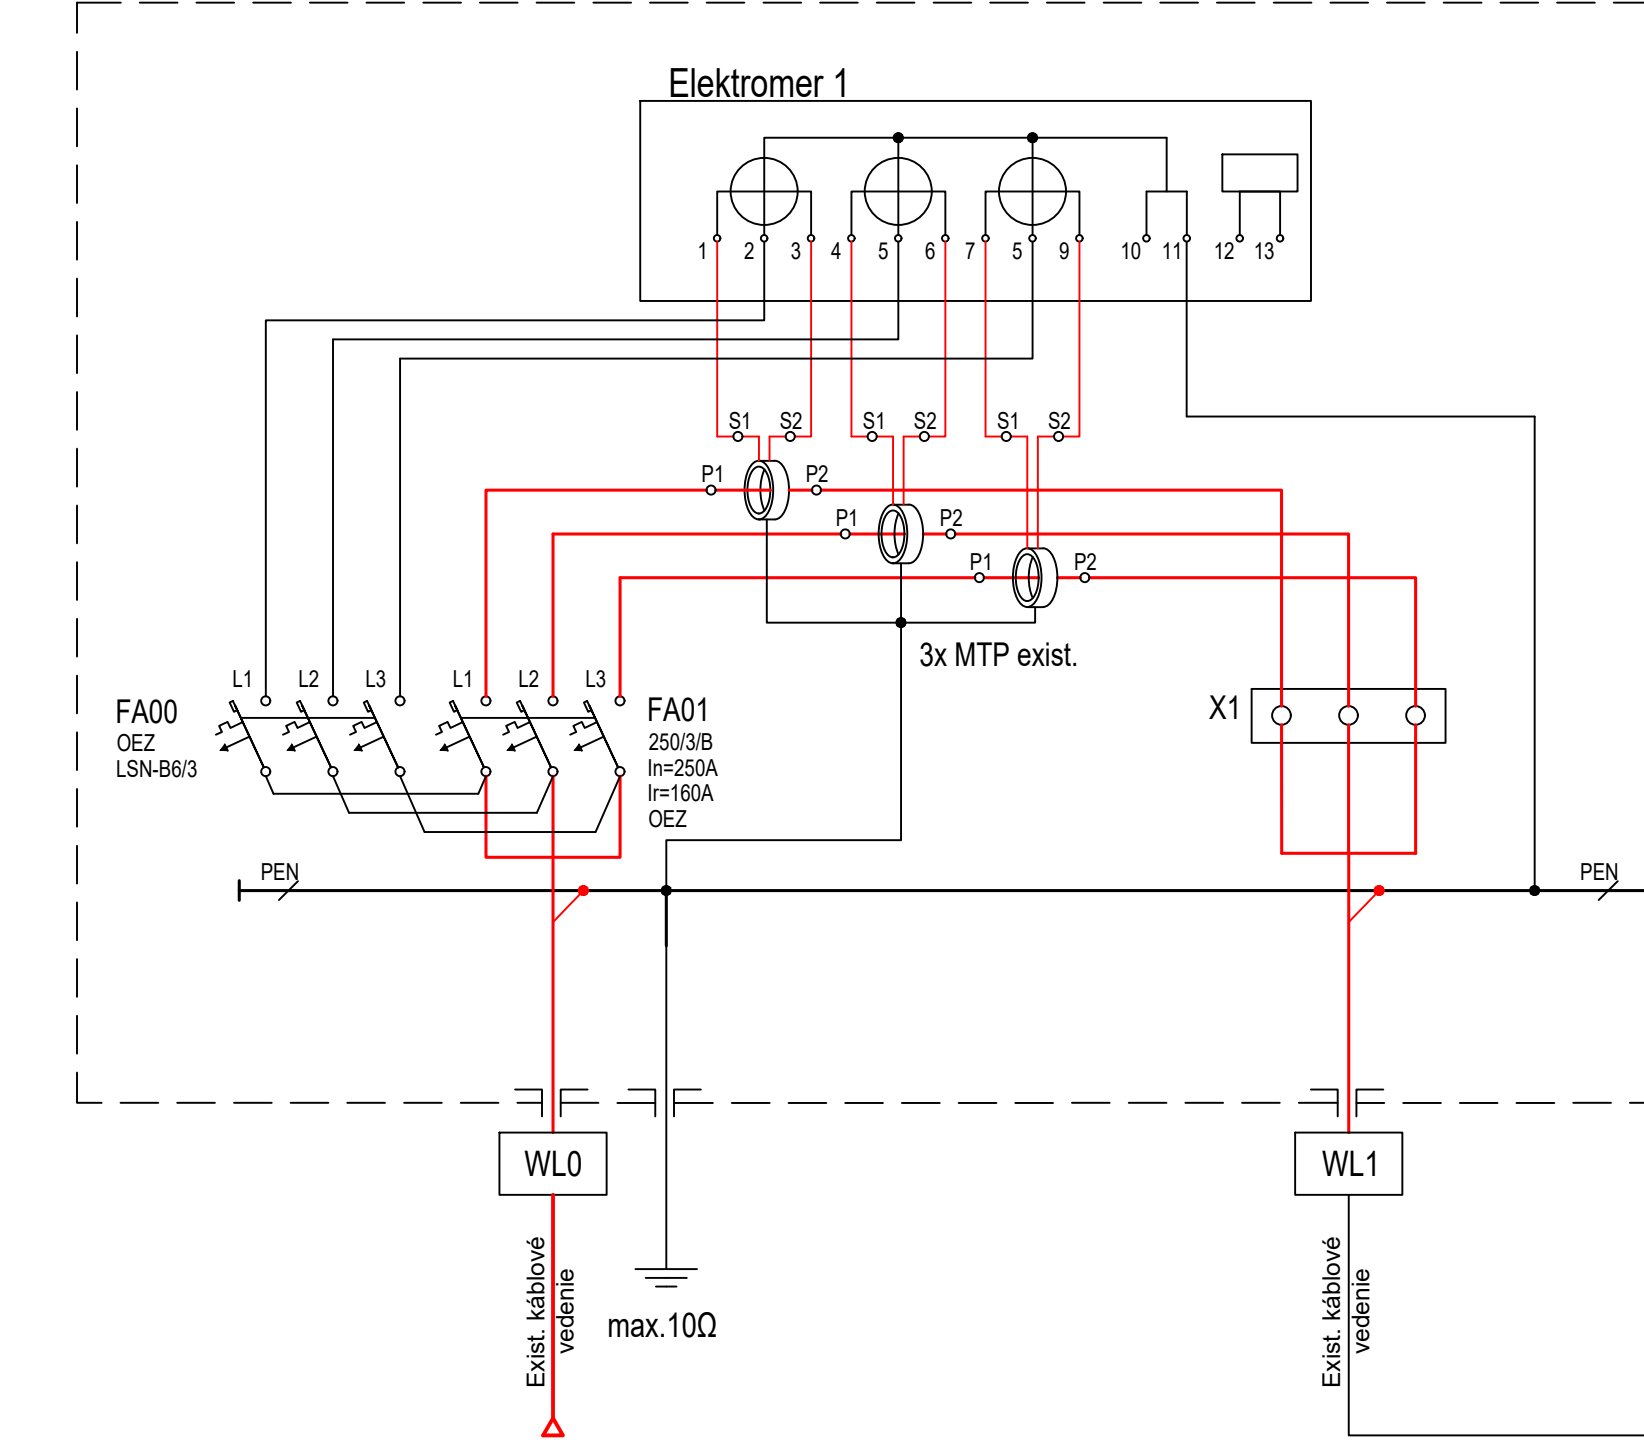 Elektromer 1
1 2 3 4 5 6 7 5 9 10 11 12 13
S1 S2 S1 S2 S1 S2
P1 P2
P1 P2
P1 P2
3x MTP exist.
L1 L2 L3 L1 L2 L3
FA00
OEZ
LSN-B6/3
FA01
250/3/B
In=250A
Ir=160A
OEZ
X1
PEN PEN
WL0 WL1
Exist. káblové
vedenie
max.10Ω
Exist. káblové
vedenie